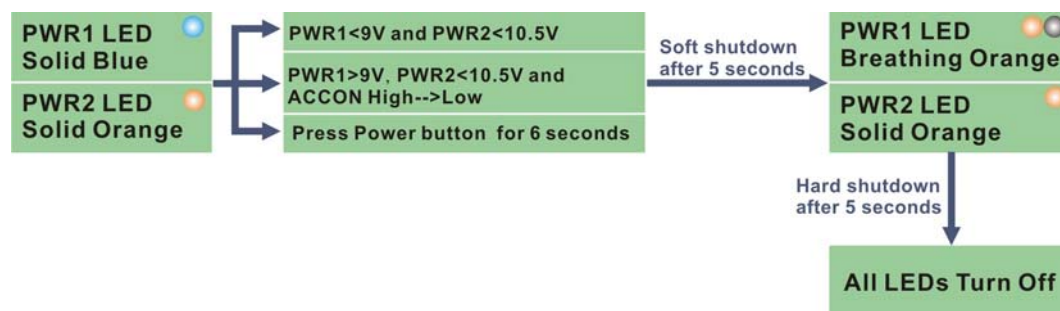 PWR1 LED
Solid Blue
PWR2 LED
Solid Orange
PWR1<9V and PWR2<10.5V
PWR1>9V, PWR2<10.5V and
ACCON High-->Low
Press Power button for 6 seconds
Soft shutdown
after 5 seconds
PWR1 LED
Breathing Orange
PWR2 LED
Solid Orange
Hard shutdown
after 5 seconds
All LEDs Turn Off